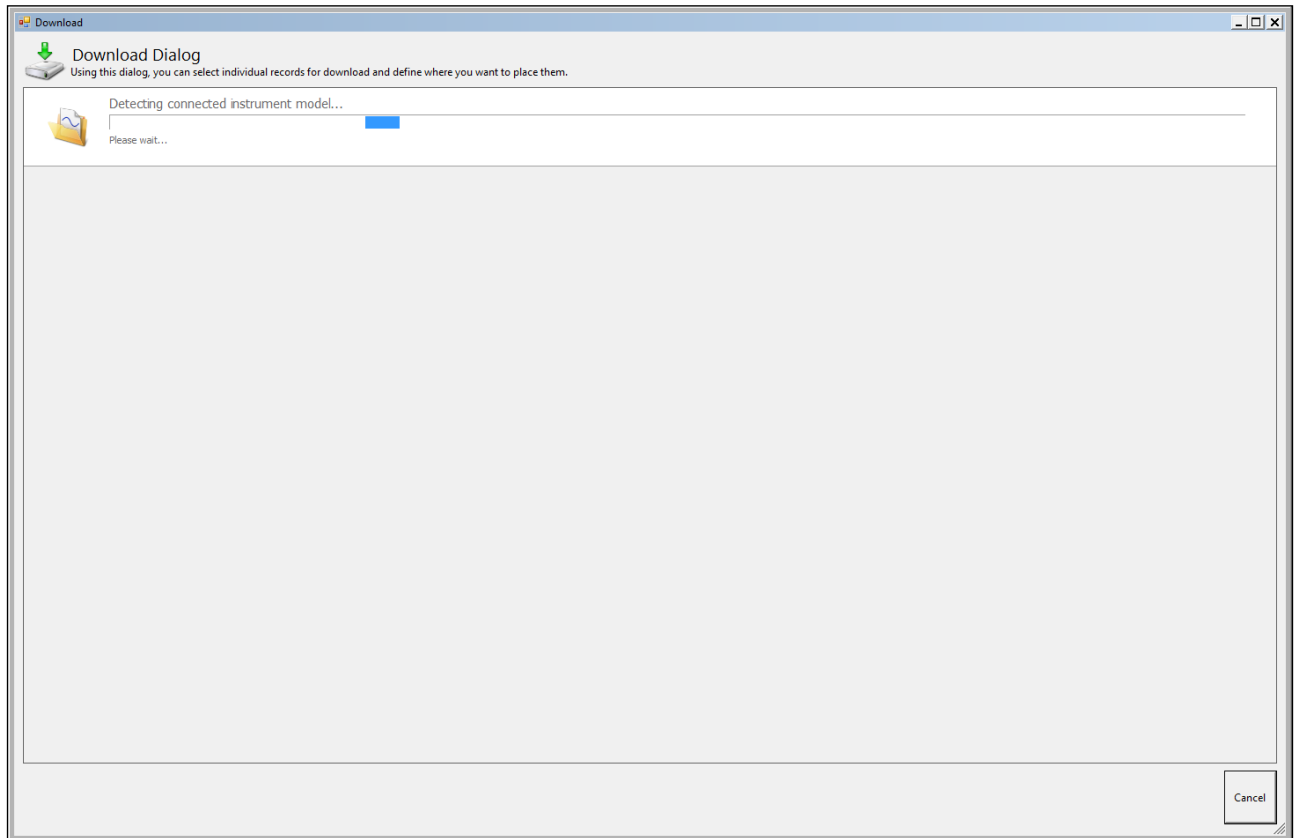 Download
Download Dialog
Using this dialog, you can select individual records for download and define where you want to place them.
Detecting connected instrument model...
Please wait...
Cancel